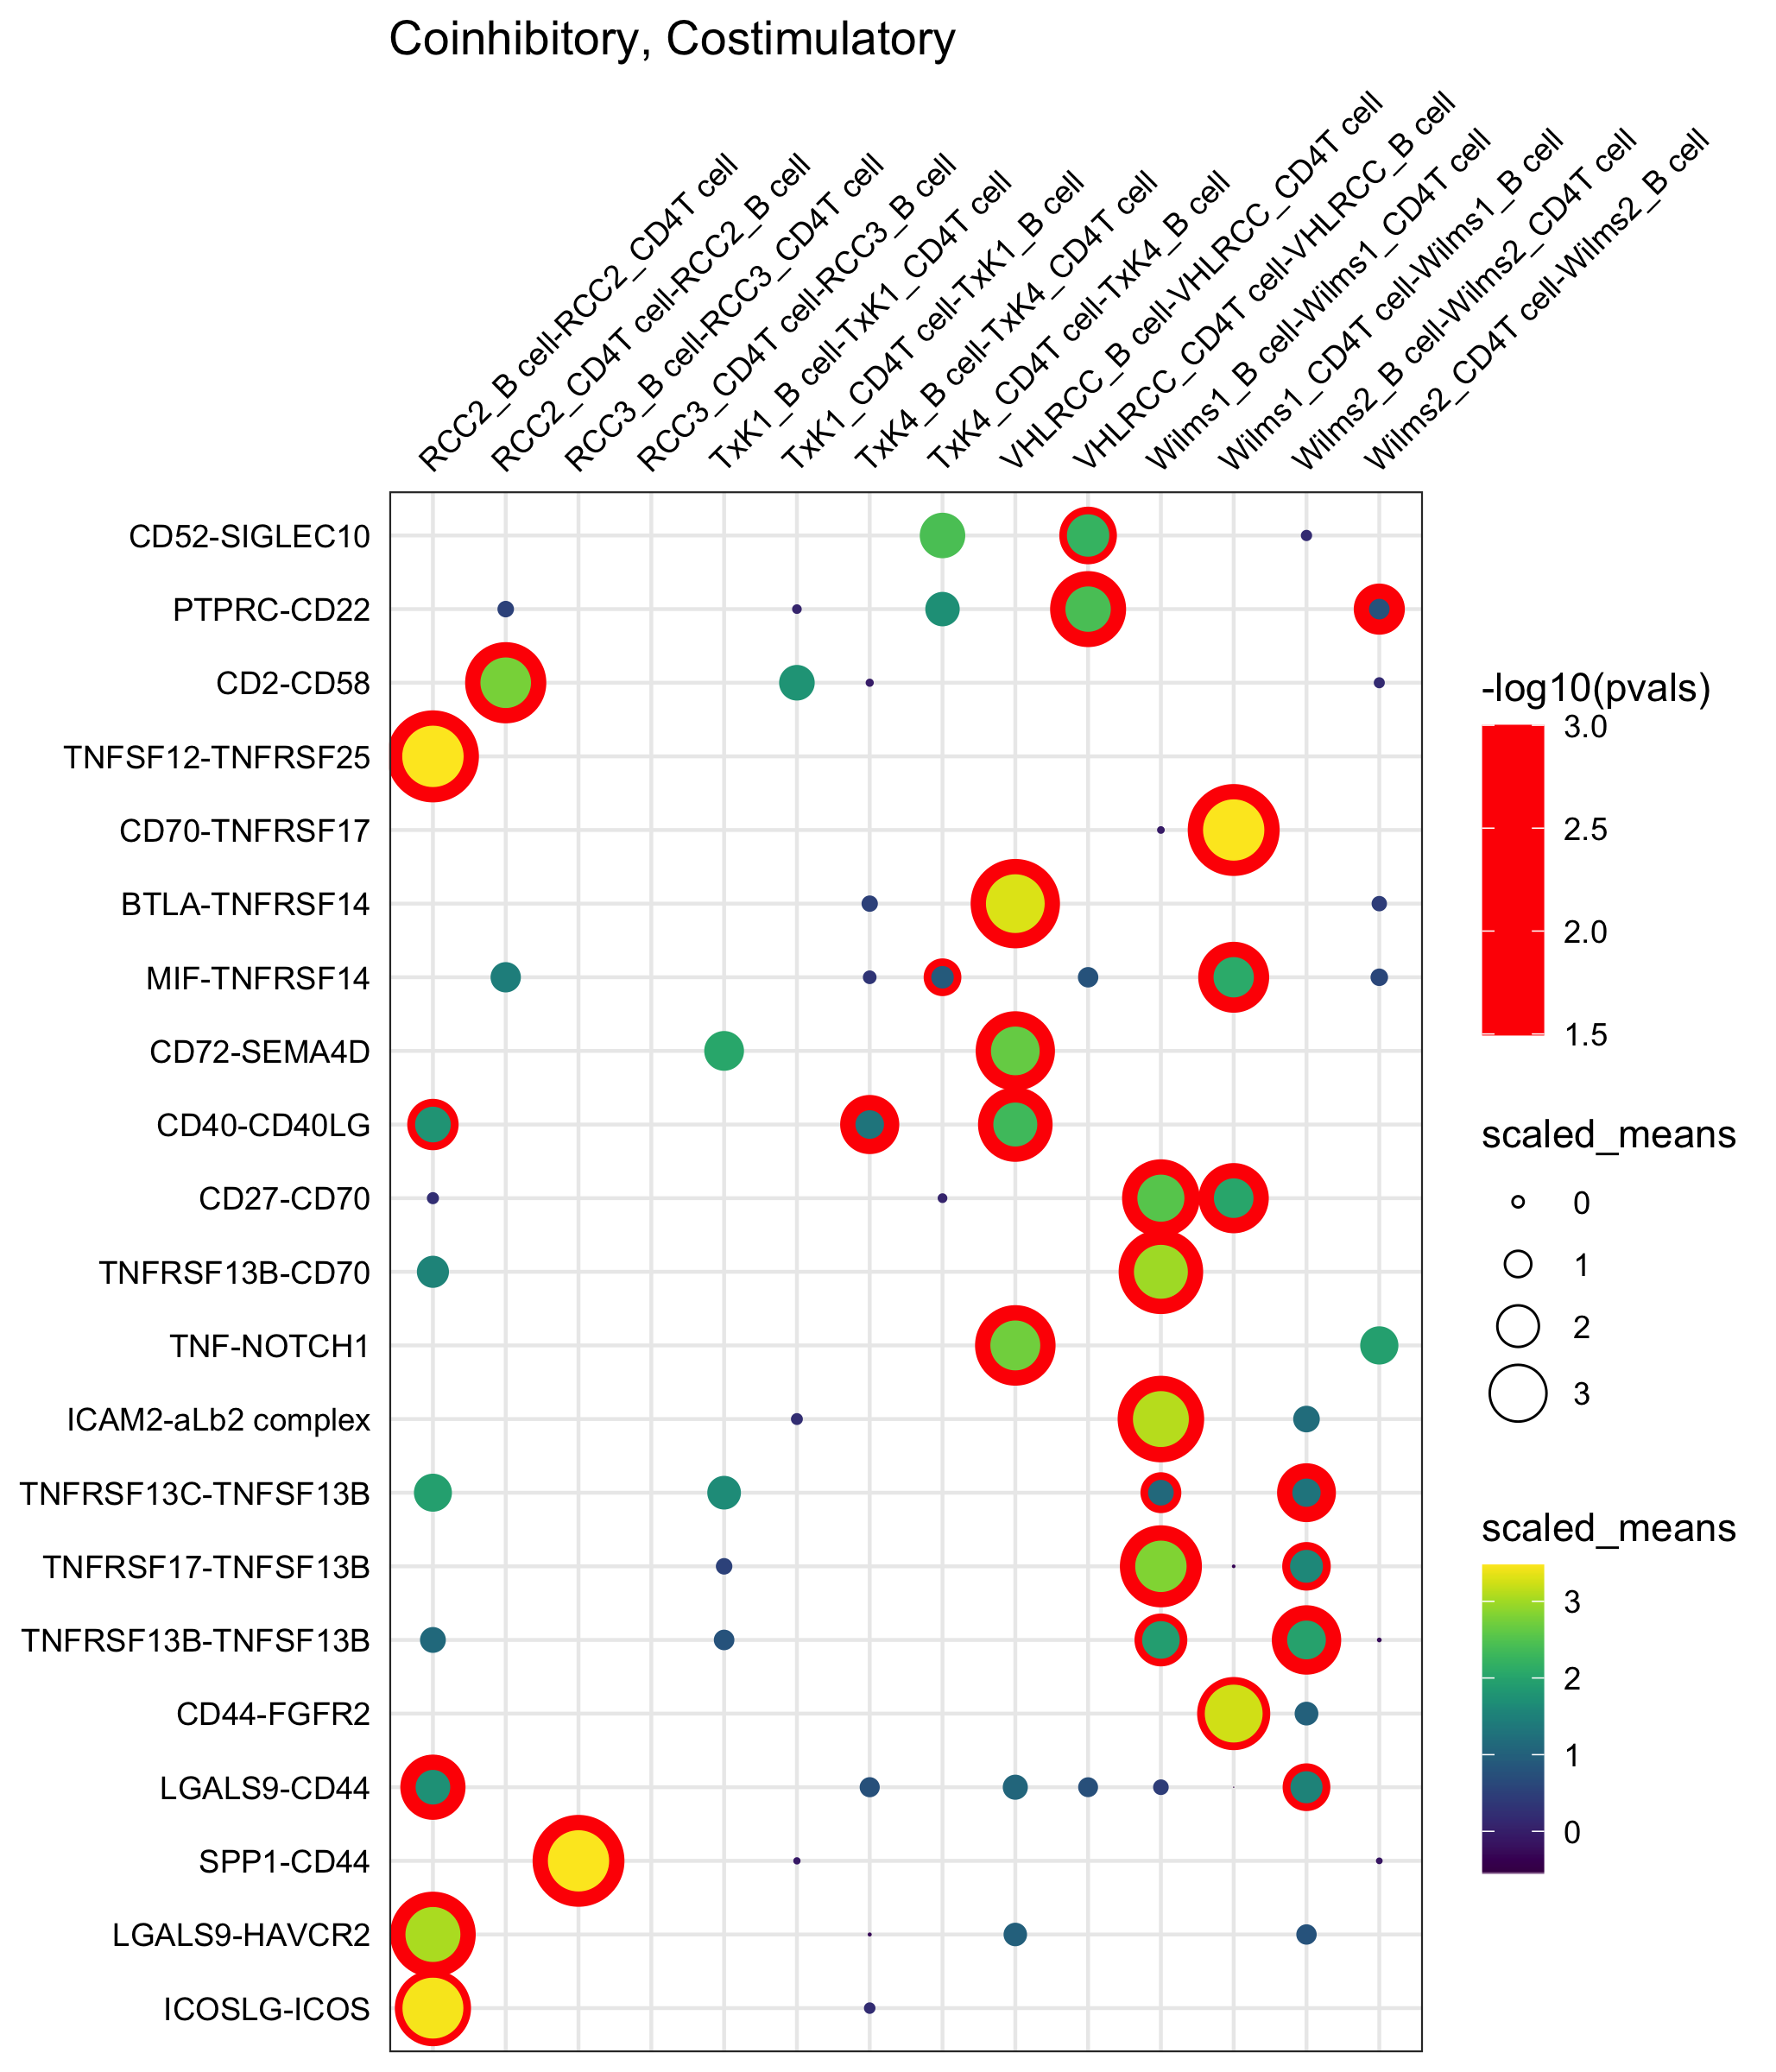 Coinhibitory, Costimulatory
RCC2_B cell-RCC2_CD4T cell
RCC2_CD4T cell-RCC2_B cell
RCC3_B cell-RCC3_CD4T cell
RCC3_CD4T cell-RCC3_B cell
TxK1_B cell-TxK1_CD4T cell
TxK1_CD4T cell-TxK1_B cell
TxK4_B cell-TxK4_CD4T cell
TxK4_CD4T cell-TxK4_B cell
VHLRCC_B cell-VHLRCC_CD4T cell
VHLRCC_CD4T cell-VHLRCC_B cell
Wilms1_B cell-Wilms1_CD4T cell
Wilms1_CD4T cell-Wilms1_B cell
Wilms2_B cell-Wilms2_CD4T cell
Wilms2_CD4T cell-Wilms2_B cell
CD52-SIGLEC10
PTPRC-CD22
CD2-CD58
TNFSF12-TNFRSF25
CD70-TNFRSF17
BTLA-TNFRSF14
MIF-TNFRSF14
CD72-SEMA4D
CD40-CD40LG
CD27-CD70
TNFRSF13B-CD70
TNF-NOTCH1
ICAM2-aLb2 complex
TNFRSF13C-TNFSF13B
TNFRSF17-TNFSF13B
TNFRSF13B-TNFSF13B
CD44-FGFR2
LGALS9-CD44
SPP1-CD44
LGALS9-HAVCR2
ICOSLG-ICOS
-log10(pvals)
3.0
2.5
2.0
1.5
scaled_means
0
1
2
3
scaled_means
3
2
1
0